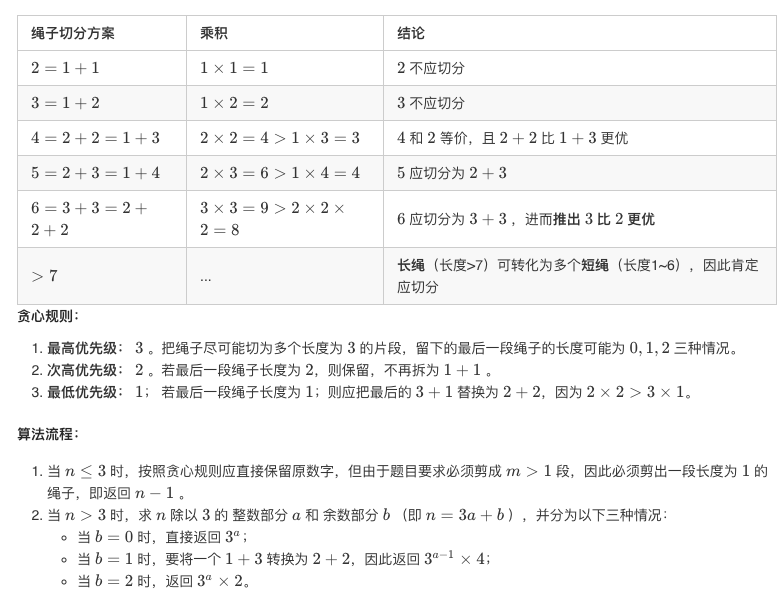 绳子切分方案 乘积 结论
2 = 1 + 1 1 × 1 = 1 2 不应切分
3 = 1 + 2 1 × 2 = 2 3 不应切分
4 = 2 + 2 = 1 + 3 2 × 2 = 4 > 1 × 3 = 3 4 和 2 等价，且 2 + 2 比 1 + 3 更优
5 = 2 + 3 = 1 + 4 2 × 3 = 6 > 1 × 4 = 4 5 应切分为 2 + 3
6 = 3 + 3 = 2 +
2 + 2
3 × 3 = 9 > 2 × 2 ×
2 = 8
6 应切分为 3 + 3 ，进而推出 3 比 2 更优
> 7 ...
长绳（长度>7）可转化为多个短绳（长度1~6），因此肯定
应切分
贪心规则：
1. 最高优先级： 3 。把绳子尽可能切为多个长度为 3 的片段，留下的最后一段绳子的长度可能为 0, 1, 2 三种情况。
2. 次高优先级： 2 。若最后一段绳子长度为 2，则保留，不再拆为 1 + 1 。
3. 最低优先级： 1； 若最后一段绳子长度为 1；则应把最后的 3 + 1 替换为 2 + 2，因为 2 × 2 > 3 × 1。
算法流程：
1. 当 n ≤ 3 时，按照贪心规则应直接保留原数字，但由于题目要求必须剪成 m > 1 段，因此必须剪出一段长度为 1 的
绳子，即返回 n − 1 。
2. 当 n > 3 时，求 n 除以 3 的 整数部分 a 和 余数部分 b （即 n = 3a + b ），并分为以下三种情况：
○ 当 b = 0 时，直接返回 3^a；
○ 当 b = 1 时，要将一个 1 + 3 转换为 2 + 2，因此返回 3^{a−1} × 4；
○ 当 b = 2 时，返回 3^a × 2。